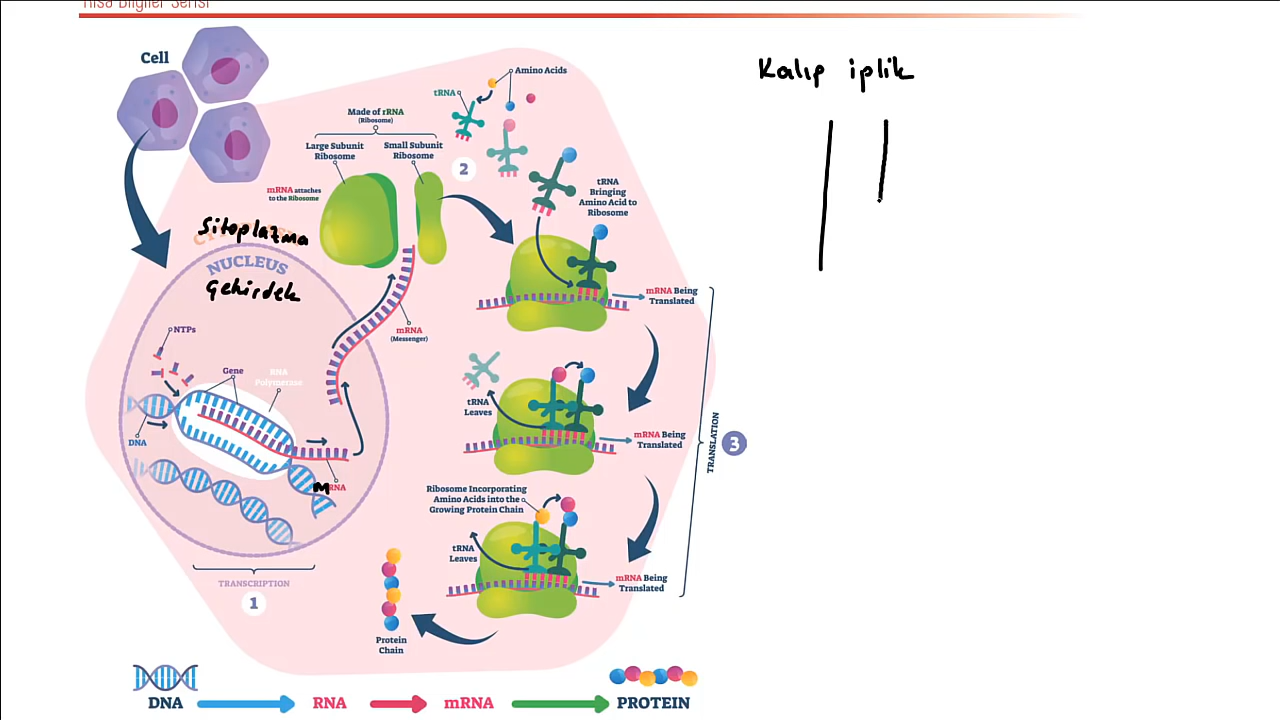 Kısa Bilgiler Serisi
Cell
Kalıp iplik
Amino Acids
tRNA
Made of rRNA
(Ribosome)
Large Subunit
Ribosome
Small Subunit
Ribosome
2
mRNA attaches
to the Ribosome
tRNA
Bringing
Amino Acid to
Ribosome
Sitoplazma
NUCLEUS
Çekirdek
mRNA Being
Translated
mRNA
(Messenger)
NTPs
Gene
RNA
Polymerase
DNA
mRNA
tRNA
Leaves
mRNA Being
Translated
TRANSLATION
3
Ribosome Incorporating
Amino Acids into the
Growing Protein Chain
tRNA
Leaves
mRNA Being
Translated
TRANSCRIPTION
1
Protein
Chain
DNA
RNA
mRNA
PROTEIN